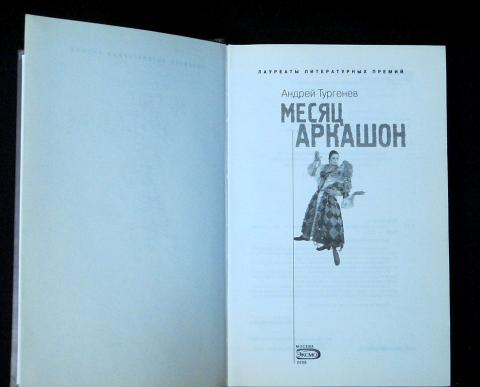 ЛАУРЕАТЫ ЛИТЕРАТУРНЫХ ПРЕМИЙ
Андрей Тургенев
МЕСЯЦ
АРКАШОН
МОСКВА
ЭКСМО